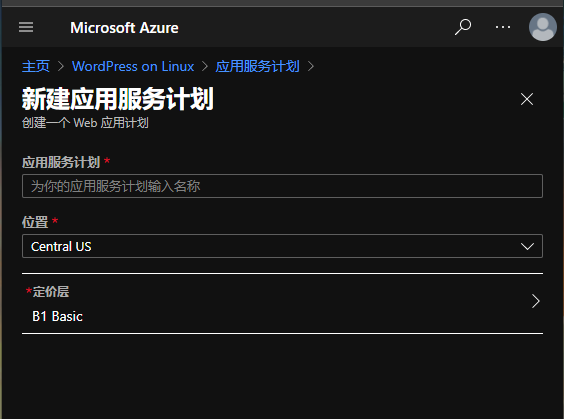 Microsoft Azure
主页 > WordPress on Linux > 应用服务计划 >
新建应用服务计划
创建一个 Web 应用计划
应用服务计划 *
为你的应用服务计划输入名称
位置 *
Central US
*定价层
B1 Basic